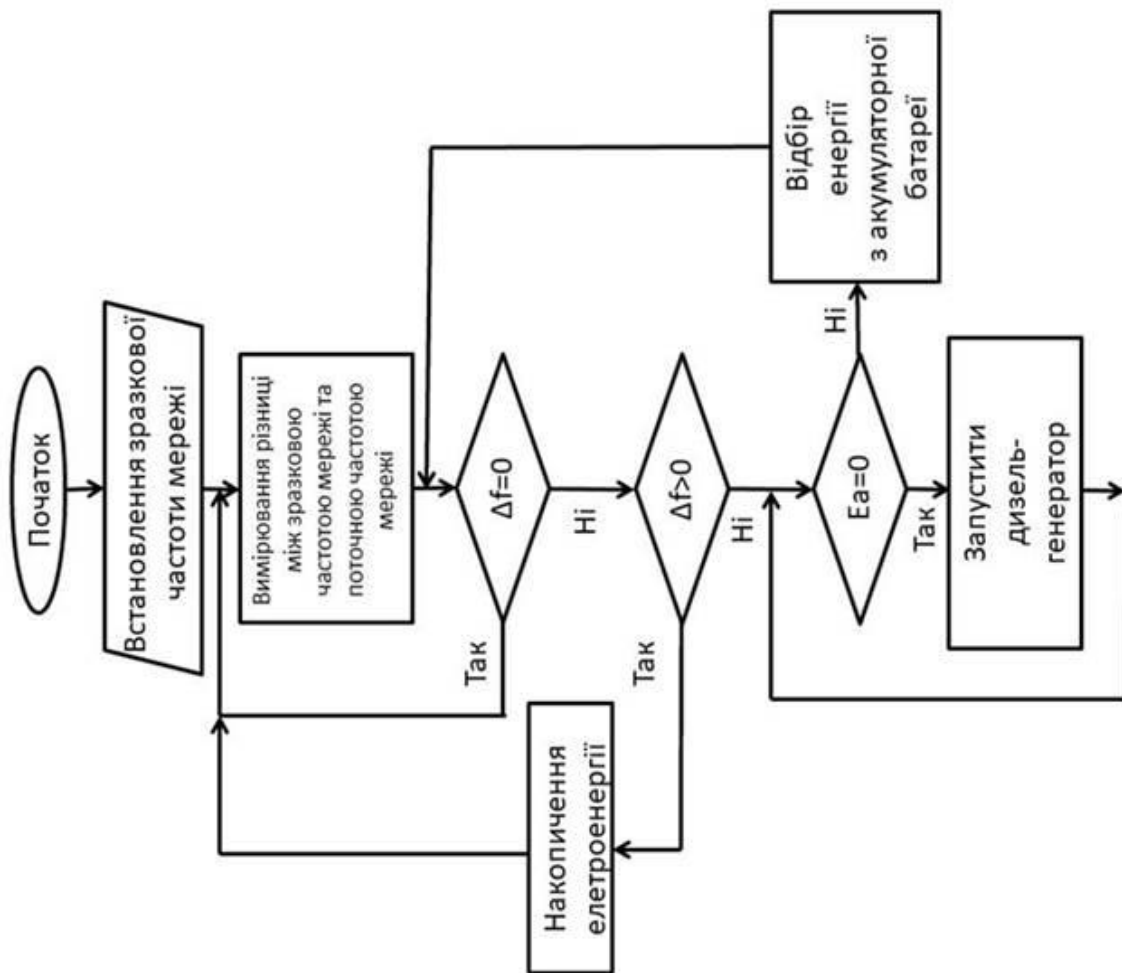 Початок
Встановлення зразкової
частоти мережі
Вимірювання різниці
між зразковою
частотою мережі та
поточною частотою
мережі
Δf=0
Так
Ні
Δf>0
Так
Ні
Накопичення
елетроенергії
Ea=0
Ні
Так
Відбір
енергії
з акумуляторної
батареї
Запустити
дизель-
генератор